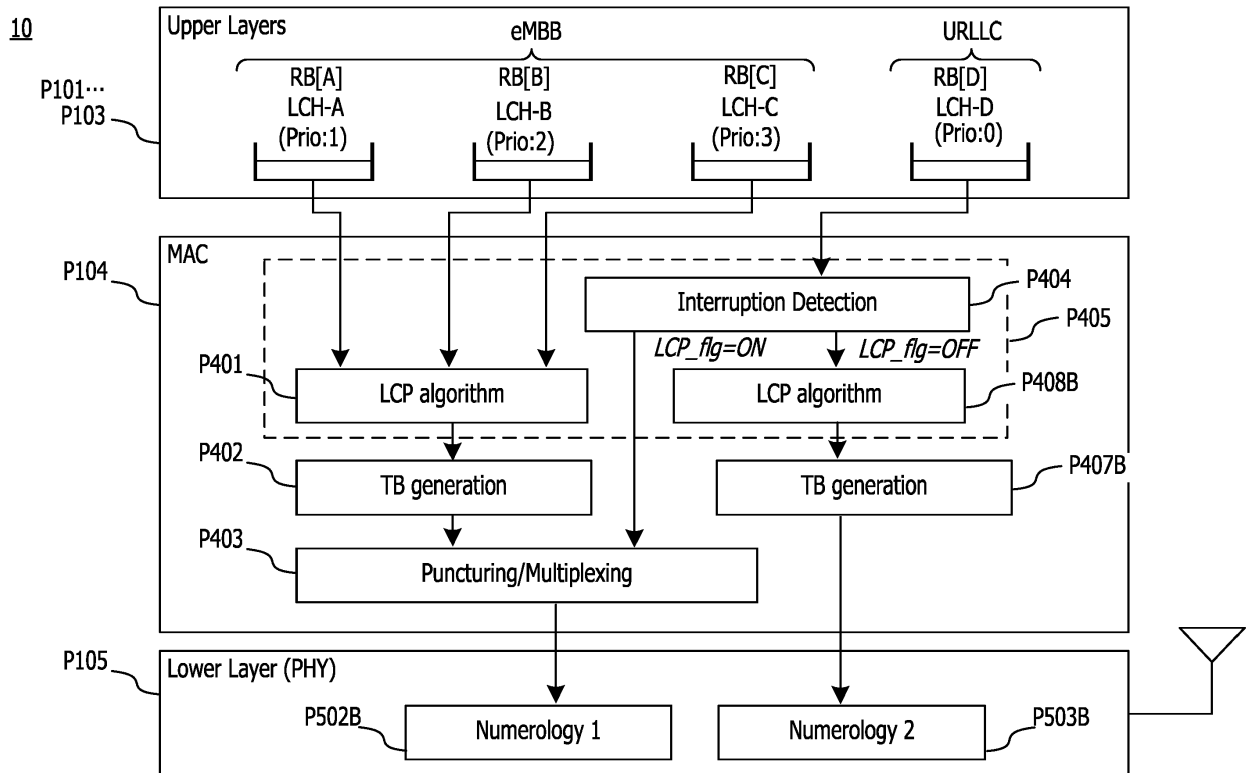 10
Upper Layers
eMBB
URLLC
P101…
P103
RB[A]
LCH-A
(Prio:1)
RB[B]
LCH-B
(Prio:2)
RB[C]
LCH-C
(Prio:3)
RB[D]
LCH-D
(Prio:0)
MAC
P104
Interruption Detection
P404
P405
LCP_flg=ON
LCP_flg=OFF
P401
LCP algorithm
LCP algorithm
P408B
P402
TB generation
TB generation
P407B
P403
Puncturing/Multiplexing
P105
Lower Layer (PHY)
P502B
Numerology 1
Numerology 2
P503B